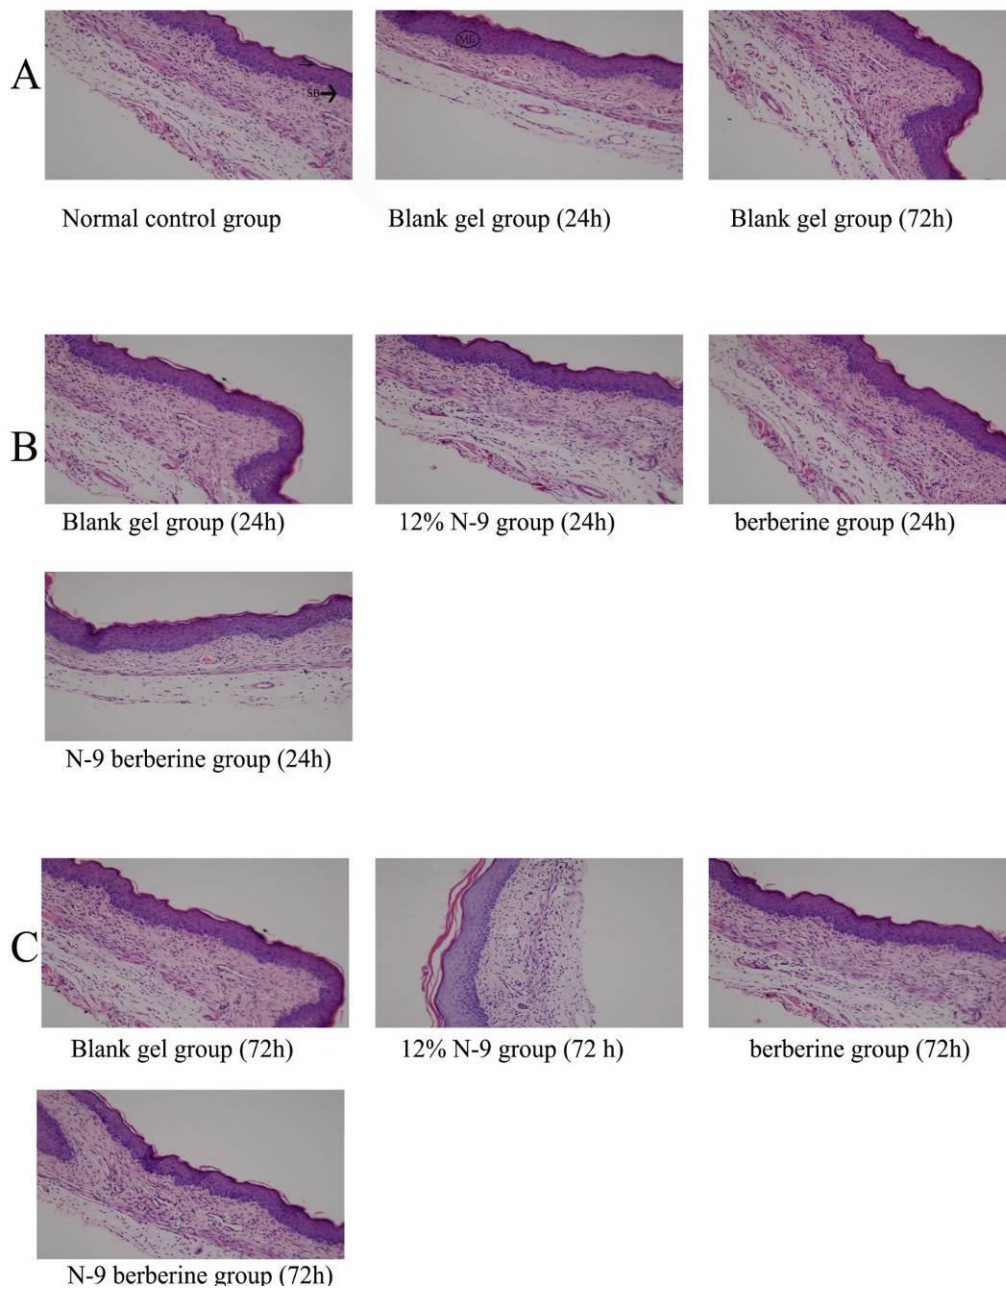 A
ME
SB
Normal control group
Blank gel group (24h)
Blank gel group (72h)
B
Blank gel group (24h)
12% N-9 group (24h)
berberine group (24h)
N-9 berberine group (24h)
C
Blank gel group (72h)
12% N-9 group (72 h)
berberine group (72h)
N-9 berberine group (72h)